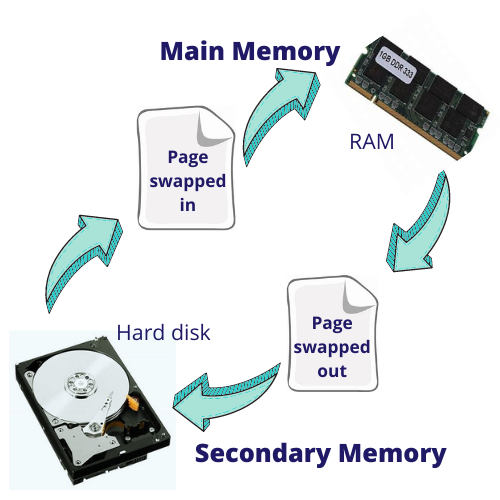 Main Memory
1GB DDR 333
RAM
Page
swapped
in
Page
swapped
out
Hard disk
Secondary Memory